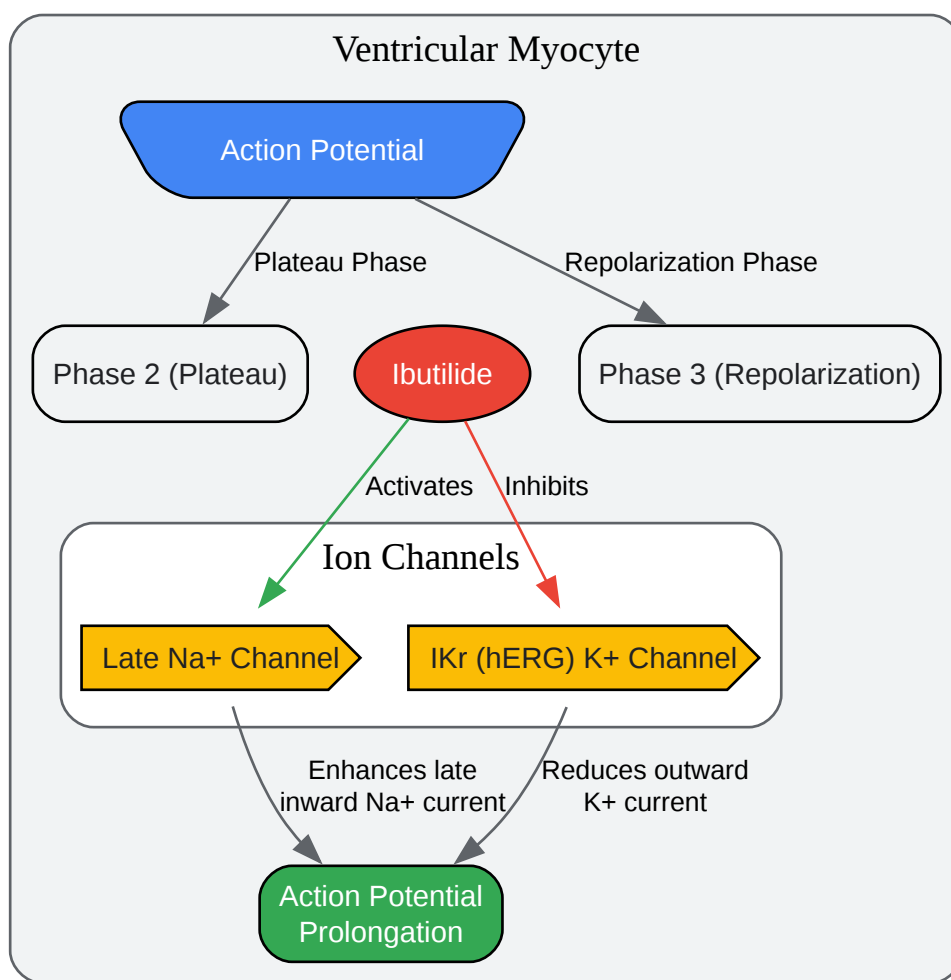 Ventricular Myocyte
Action Potential
Plateau Phase
Repolarization Phase
Phase 2 (Plateau)
Ibutilide
Phase 3 (Repolarization)
Activates
Inhibits
Ion Channels
Late Na+ Channel
IKr (hERG) K+ Channel
Enhances late
inward Na+ current
Reduces outward
K+ current
Action Potential
Prolongation